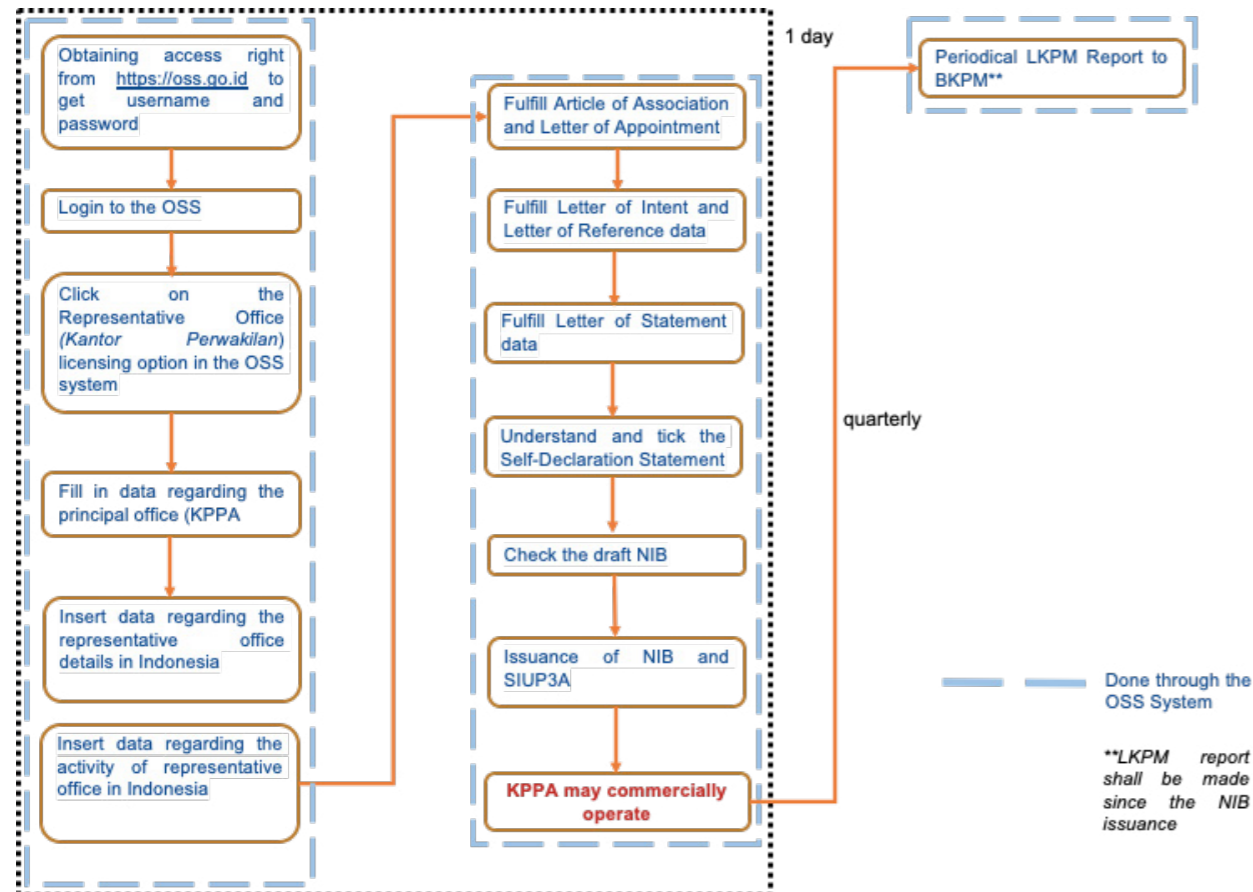 Obtaining access right
from https://oss.go.id to
get username and
password
Login to the OSS
Click on the
Representative Office
(Kantor Perwakilan)
licensing option in the OSS
system
Fill in data regarding the
principal office (KPPA
Insert data regarding the
representative office
details in Indonesia
Insert data regarding the
activity of representative
office in Indonesia
Fulfill Article of Association
and Letter of Appointment
Fulfill Letter of Intent and
Letter of Reference data
Fulfill Letter of Statement
data
Understand and tick the
Self-Declaration Statement
Check the draft NIB
Issuance of NIB and
SIUP3A
KPPA may commercially
operate
1 day
quarterly
Periodical LKPM Report to
BKPM**
Done through the
OSS System
**LKPM report
shall be made
since the NIB
issuance